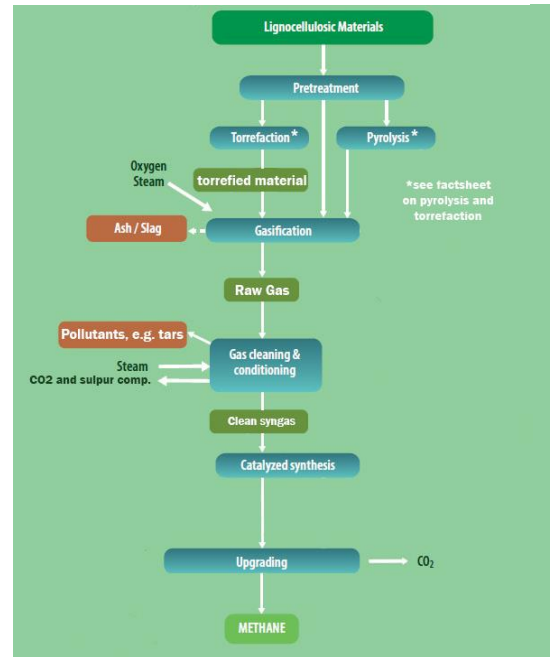 Lignocellulosic Materials
Pretreatment
Torrefaction*
Pyrolysis*
Oxygen
Steam
torrefied material
*see factsheet
on pyrolysis and
torrefaction
Ash / Slag
Gasification
Raw Gas
Pollutants, e.g. tars
Gas cleaning &
conditioning
Steam
CO2 and sulpur comp.
Clean syngas
Catalyzed synthesis
Upgrading
CO₂
METHANE